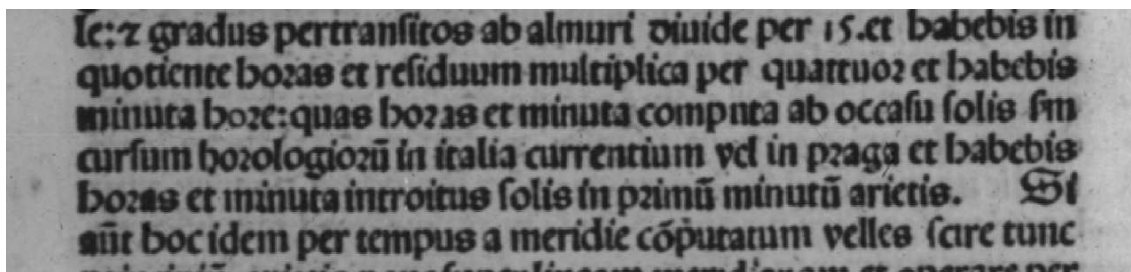 le:⁊ gradus pertranſitos ab almuri diuide per 15.et habebis in
quotiente horas et reſiduum multiplica per quattuor et habebis
minuta hore:quas horas et minuta compnta ab occaſu ſolis ẜm
curſum horologiorū in italia currentium vel in praga et habebis
horas et minuta introitus ſolis in primū minutū arietis. Si
aūt hoc idem per tempus a meridie cōputatum velles ſcire tunc